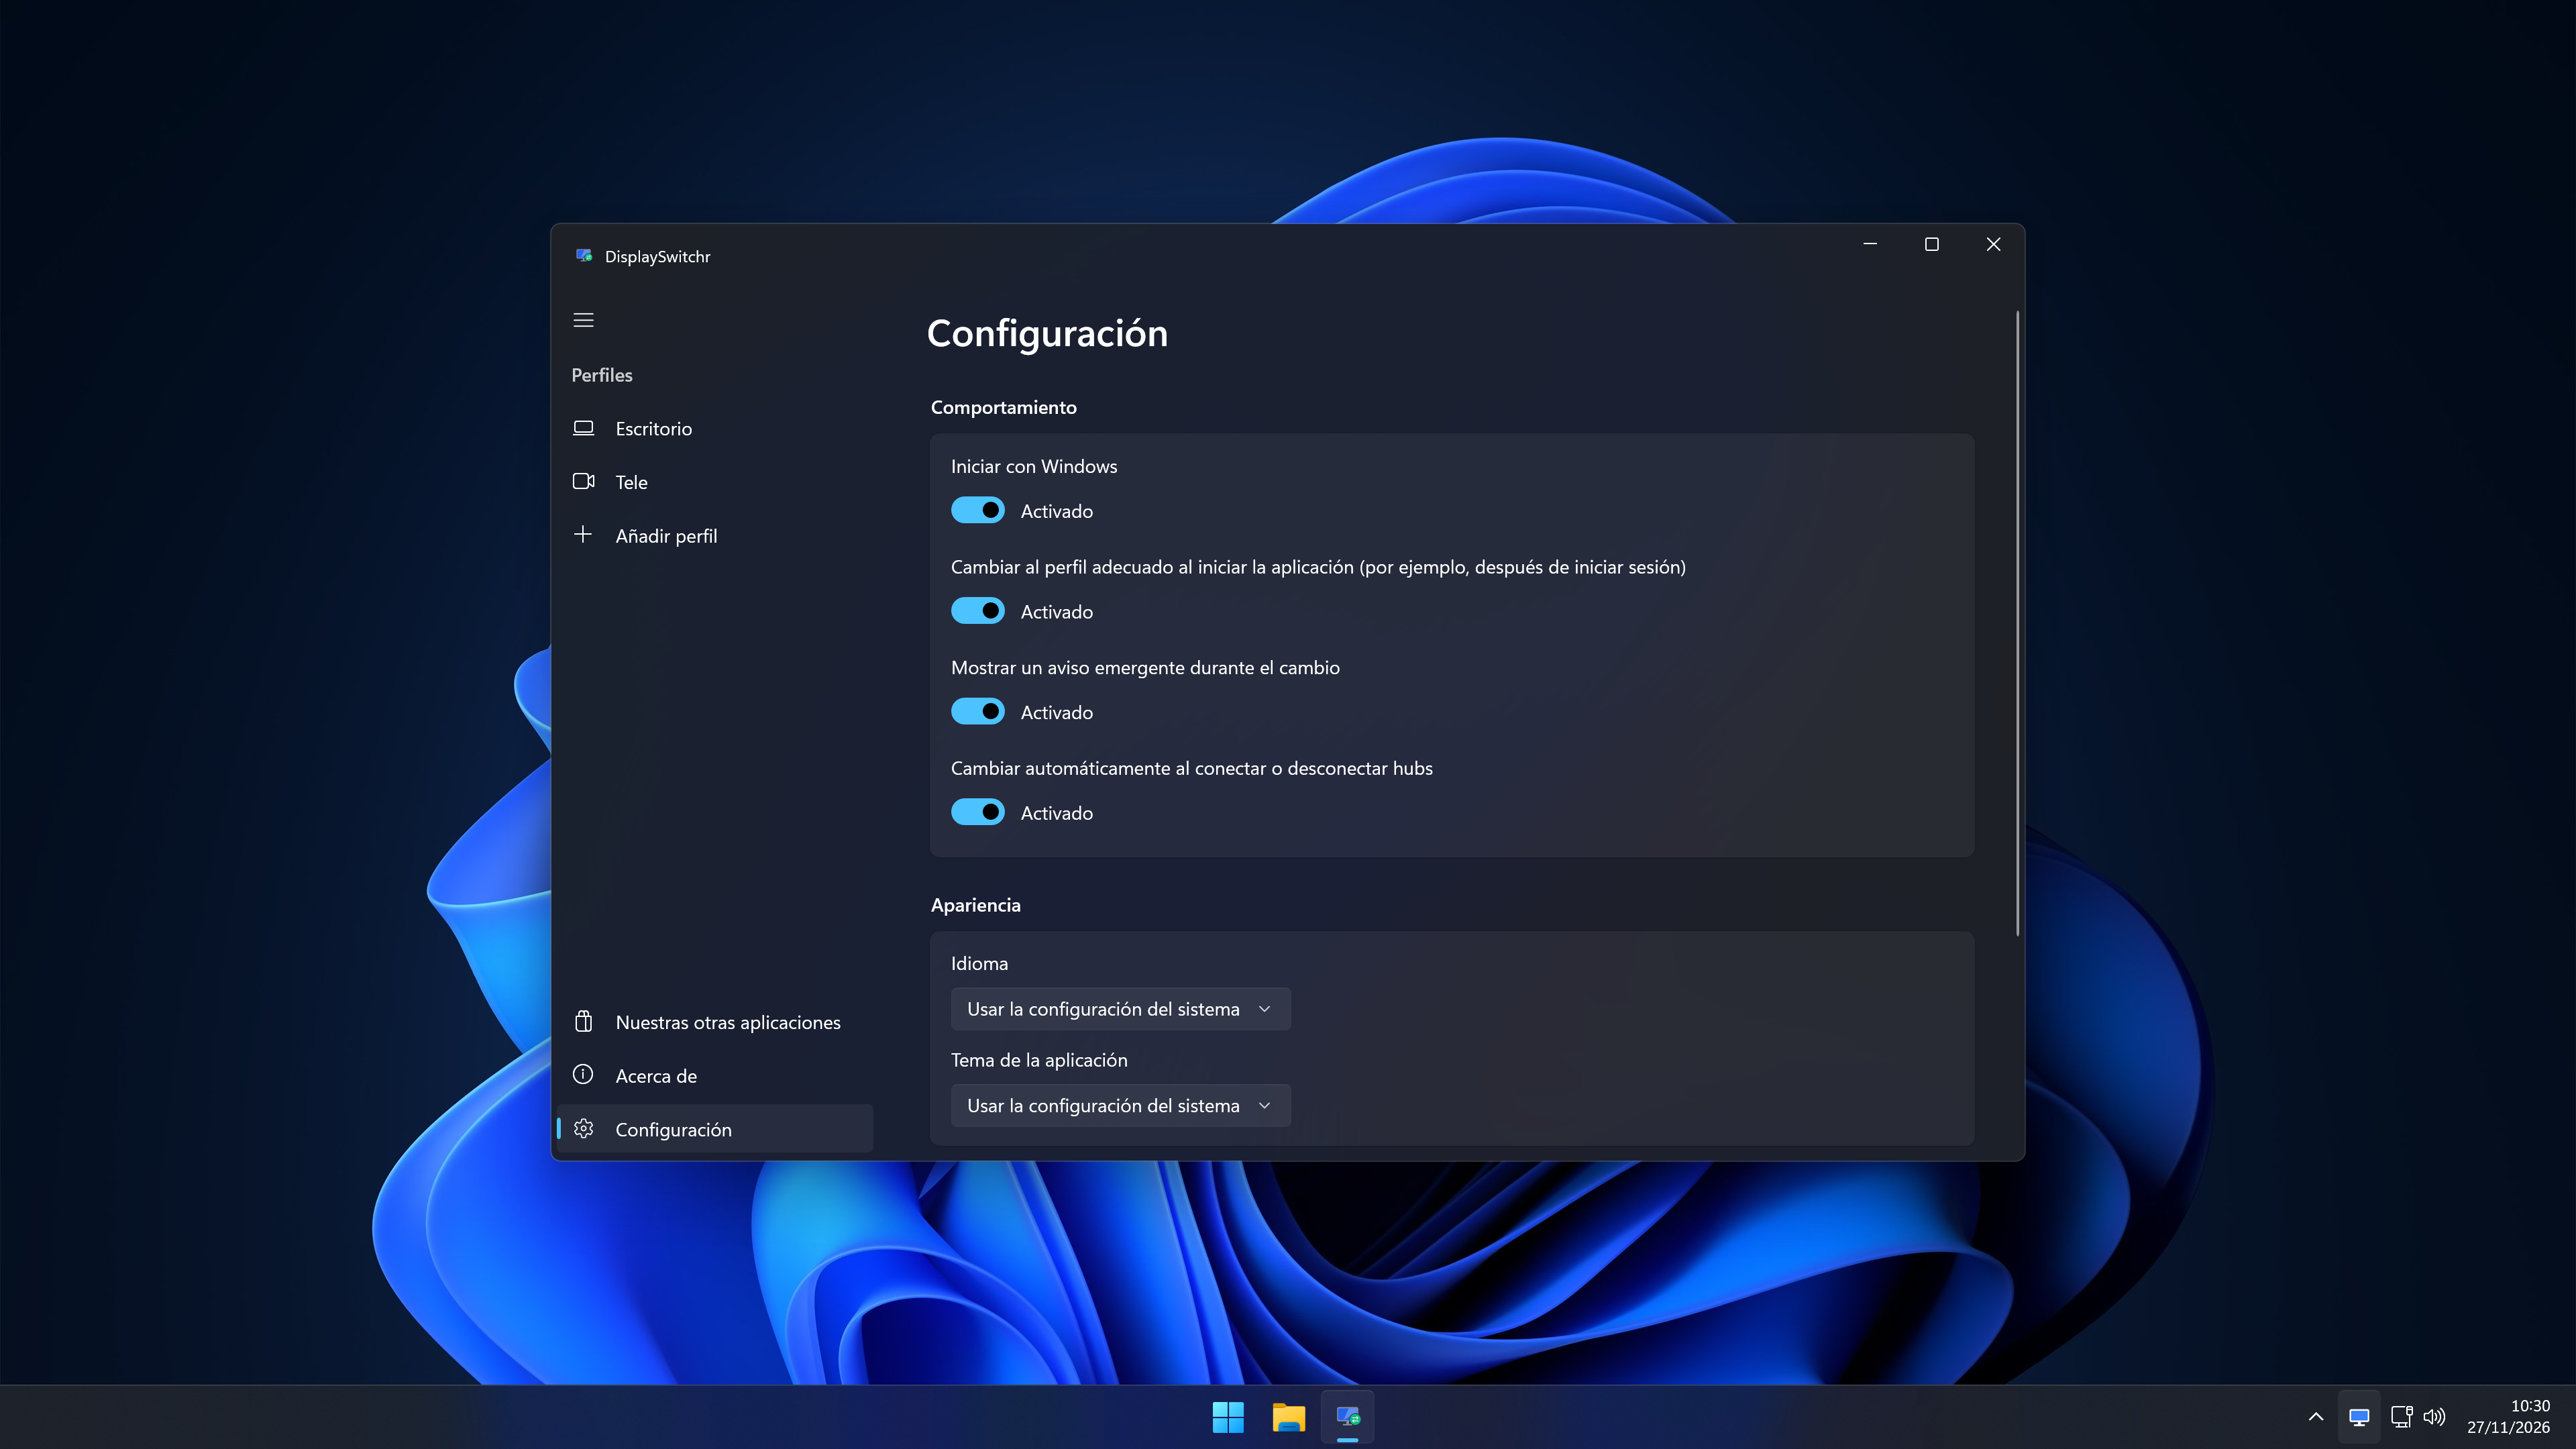 DisplaySwitchr
Perfiles
Escritorio
Tele
Añadir perfil
Nuestras otras aplicaciones
Acerca de
Configuración
Configuración
Comportamiento
Iniciar con Windows
Activado
Cambiar al perfil adecuado al iniciar la aplicación (por ejemplo, después de iniciar sesión)
Activado
Mostrar un aviso emergente durante el cambio
Activado
Cambiar automáticamente al conectar o desconectar hubs
Activado
Apariencia
Idioma
Usar la configuración del sistema
Tema de la aplicación
Usar la configuración del sistema
10:30
27/11/2026